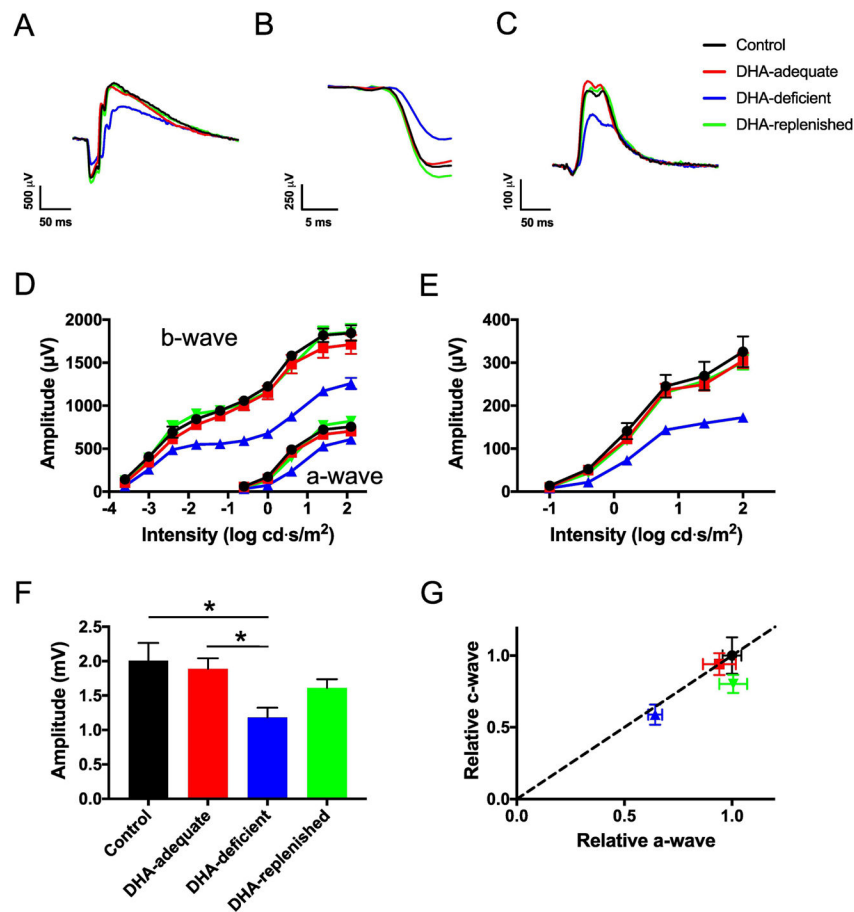 A
B
C
Control
DHA-adequate
DHA-deficient
DHA-replenished
500 µV
50 ms
250 µV
5 ms
100 µV
50 ms
D
2000
1500
1000
500
0
Amplitude (µV)
b-wave
a-wave
-4 -3 -2 -1 0 1 2
Intensity (log cd·s/m²)
E
400
300
200
100
0
Amplitude (µV)
-1 0 1 2
Intensity (log cd·s/m²)
F
2.5
2.0
1.5
1.0
0.5
0.0
Amplitude (mV)
*
*
Control
DHA-adequate
DHA-deficient
DHA-replenished
G
1.0
0.5
0.0
Relative c-wave
0.0 0.5 1.0
Relative a-wave